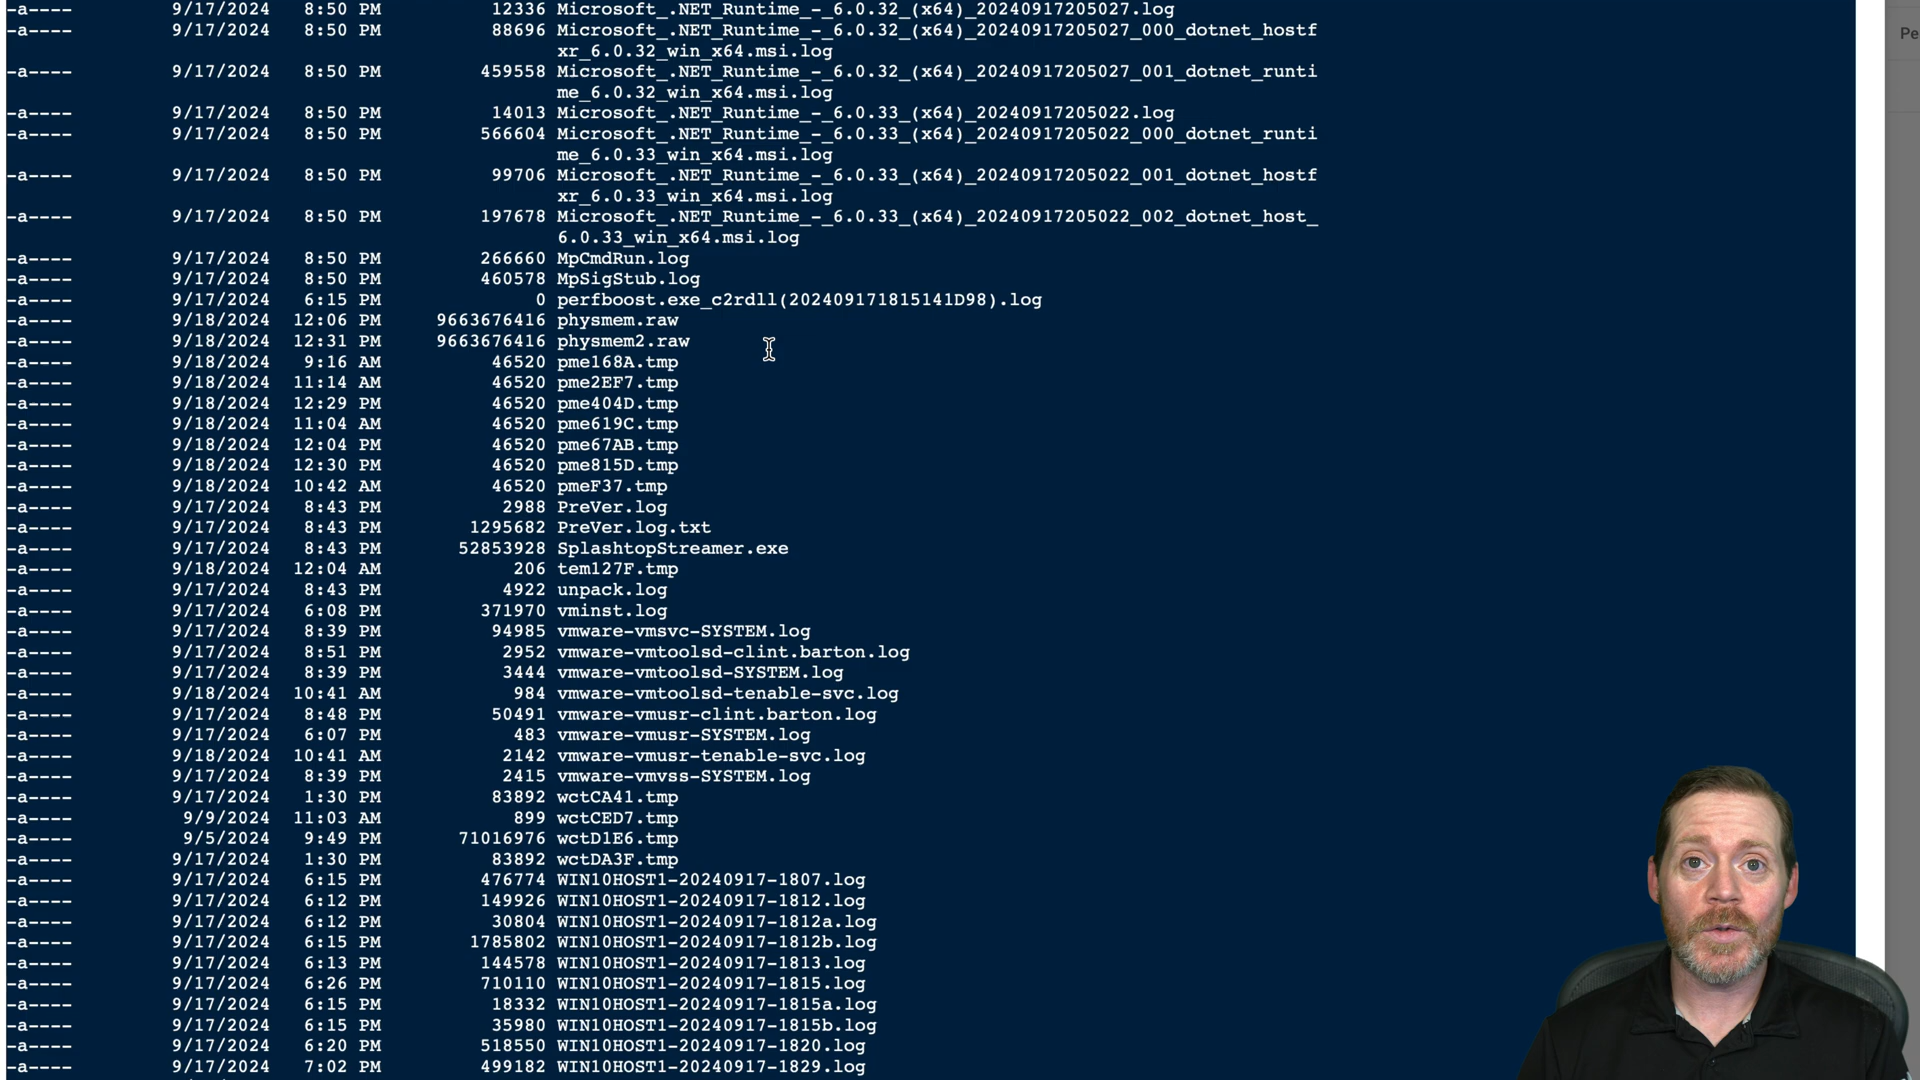 -a---- 9/17/2024 8:50 PM 12336 Microsoft_.NET_Runtime_-_6.0.32_(x64)_20240917205027.log
-a---- 9/17/2024 8:50 PM 88696 Microsoft_.NET_Runtime_-_6.0.32_(x64)_20240917205027_000_dotnet_hostf
xr_6.0.32_win_x64.msi.log
-a---- 9/17/2024 8:50 PM 459558 Microsoft_.NET_Runtime_-_6.0.32_(x64)_20240917205027_001_dotnet_runti
me_6.0.32_win_x64.msi.log
-a---- 9/17/2024 8:50 PM 14013 Microsoft_.NET_Runtime_-_6.0.33_(x64)_20240917205022.log
-a---- 9/17/2024 8:50 PM 566604 Microsoft_.NET_Runtime_-_6.0.33_(x64)_20240917205022_000_dotnet_runti
me_6.0.33_win_x64.msi.log
-a---- 9/17/2024 8:50 PM 99706 Microsoft_.NET_Runtime_-_6.0.33_(x64)_20240917205022_001_dotnet_hostf
xr_6.0.33_win_x64.msi.log
-a---- 9/17/2024 8:50 PM 197678 Microsoft_.NET_Runtime_-_6.0.33_(x64)_20240917205022_002_dotnet_host_
6.0.33_win_x64.msi.log
-a---- 9/17/2024 8:50 PM 266660 MpCmdRun.log
-a---- 9/17/2024 8:50 PM 460578 MpSigStub.log
-a---- 9/17/2024 6:15 PM 0 perfboost.exe_c2rdll(202409171815141D98).log
-a---- 9/18/2024 12:06 PM 9663676416 physmem.raw
-a---- 9/18/2024 12:31 PM 9663676416 physmem2.raw
-a---- 9/18/2024 9:16 AM 46520 pme168A.tmp
-a---- 9/18/2024 11:14 AM 46520 pme2EF7.tmp
-a---- 9/18/2024 12:29 PM 46520 pme404D.tmp
-a---- 9/18/2024 11:04 AM 46520 pme619C.tmp
-a---- 9/18/2024 12:04 PM 46520 pme67AB.tmp
-a---- 9/18/2024 12:30 PM 46520 pme815D.tmp
-a---- 9/18/2024 10:42 AM 46520 pmeF37.tmp
-a---- 9/17/2024 8:43 PM 2988 PreVer.log
-a---- 9/17/2024 8:43 PM 1295682 PreVer.log.txt
-a---- 9/17/2024 8:43 PM 52853928 SplashtopStreamer.exe
-a---- 9/18/2024 12:04 AM 206 tem127F.tmp
-a---- 9/17/2024 8:43 PM 4922 unpack.log
-a---- 9/17/2024 6:08 PM 371970 vminst.log
-a---- 9/17/2024 8:39 PM 94985 vmware-vmsvc-SYSTEM.log
-a---- 9/17/2024 8:51 PM 2952 vmware-vmtoolsd-clint.barton.log
-a---- 9/17/2024 8:39 PM 3444 vmware-vmtoolsd-SYSTEM.log
-a---- 9/18/2024 10:41 AM 984 vmware-vmtoolsd-tenable-svc.log
-a---- 9/17/2024 8:48 PM 50491 vmware-vmusr-clint.barton.log
-a---- 9/17/2024 6:07 PM 483 vmware-vmusr-SYSTEM.log
-a---- 9/18/2024 10:41 AM 2142 vmware-vmusr-tenable-svc.log
-a---- 9/17/2024 8:39 PM 2415 vmware-vmvss-SYSTEM.log
-a---- 9/17/2024 1:30 PM 83892 wctCA41.tmp
-a---- 9/9/2024 11:03 AM 899 wctCED7.tmp
-a---- 9/5/2024 9:49 PM 71016976 wctD1E6.tmp
-a---- 9/17/2024 1:30 PM 83892 wctDA3F.tmp
-a---- 9/17/2024 6:15 PM 476774 WIN10HOST1-20240917-1807.log
-a---- 9/17/2024 6:12 PM 149926 WIN10HOST1-20240917-1812.log
-a---- 9/17/2024 6:12 PM 30804 WIN10HOST1-20240917-1812a.log
-a---- 9/17/2024 6:15 PM 1785802 WIN10HOST1-20240917-1812b.log
-a---- 9/17/2024 6:13 PM 144578 WIN10HOST1-20240917-1813.log
-a---- 9/17/2024 6:26 PM 710110 WIN10HOST1-20240917-1815.log
-a---- 9/17/2024 6:15 PM 18332 WIN10HOST1-20240917-1815a.log
-a---- 9/17/2024 6:15 PM 35980 WIN10HOST1-20240917-1815b.log
-a---- 9/17/2024 6:20 PM 518550 WIN10HOST1-20240917-1820.log
-a---- 9/17/2024 7:02 PM 499182 WIN10HOST1-20240917-1829.log
Pe